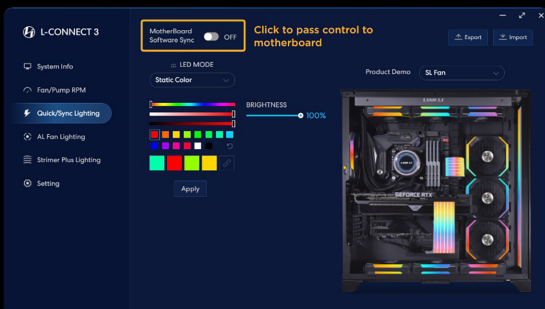 L-CONNECT 3
MotherBoard
Software Sync
OFF
Click to pass control to
motherboard
Export
Import
System Info
Fan/Pump RPM
Quick/Sync Lighting
AL Fan Lighting
Strimer Plus Lighting
Setting
LED MODE
Static Color
BRIGHTNESS
100%
Apply
Product Demo
SL Fan
LIAN LI
GEFORCE RTX